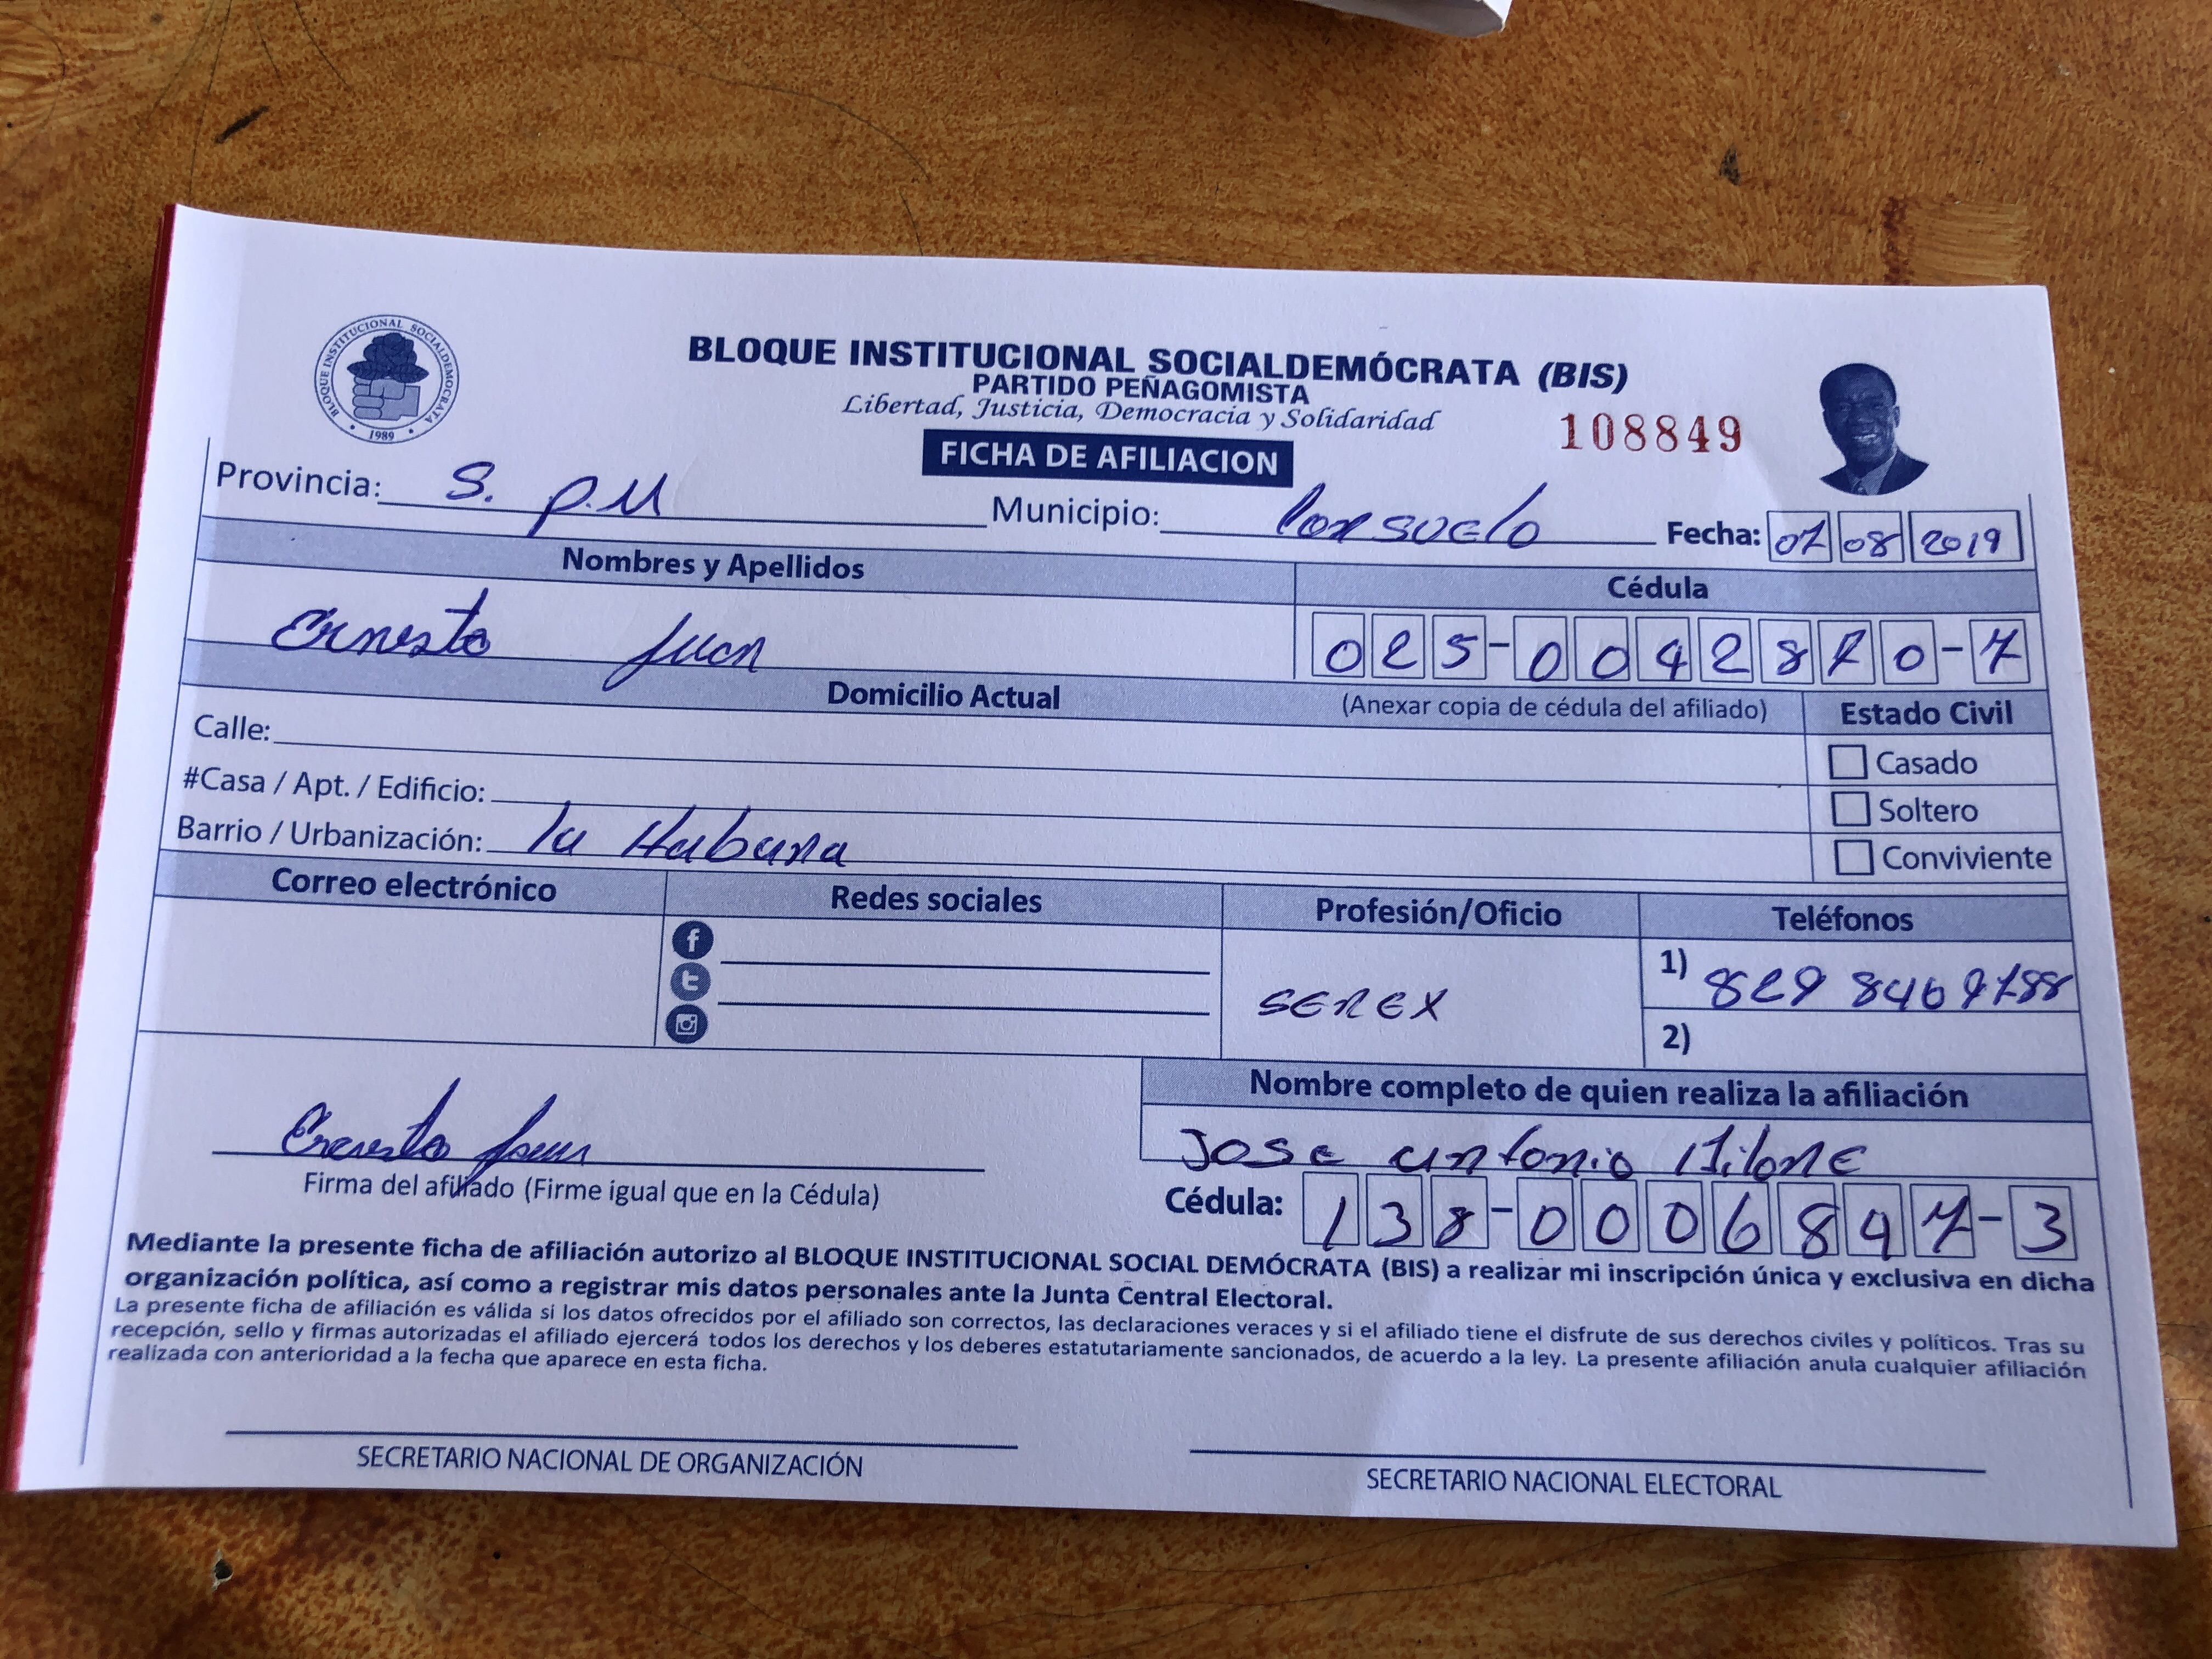 BLOQUE INSTITUCIONAL SOCIALDEMOCRATA
1989
BLOQUE INSTITUCIONAL SOCIALDEMÓCRATA (BIS)
PARTIDO PEÑAGOMISTA
Libertad, Justicia, Democracia y Solidaridad
108849
FICHA DE AFILIACION
Provincia: S. P.M Municipio: Consuelo Fecha: 07 08 2019
Nombres y Apellidos Cédula
Ernesto Juan 025-0042870-7
Domicilio Actual (Anexar copia de cédula del afiliado) Estado Civil
Calle: Casado
#Casa / Apt. / Edificio: Soltero
Barrio / Urbanización: la Habana Conviviente
Correo electrónico Redes sociales Profesión/Oficio Teléfonos
SEREX 1) 829 8469788
2)
Nombre completo de quien realiza la afiliación
Ernesto Juan Jose antonio
Firma del afiliado (Firme igual que en la Cédula) Cédula: 138-0006847-3
Mediante la presente ficha de afiliación autorizo al BLOQUE INSTITUCIONAL SOCIAL DEMÓCRATA (BIS) a realizar mi inscripción única y exclusiva en dicha
organización política, así como a registrar mis datos personales ante la Junta Central Electoral.
La presente ficha de afiliación es válida si los datos ofrecidos por el afiliado son correctos, las declaraciones veraces y si el afiliado tiene el disfrute de sus derechos civiles y políticos. Tras su
recepción, sello y firmas autorizadas el afiliado ejercerá todos los derechos y los deberes estatutariamente sancionados, de acuerdo a la ley. La presente afiliación anula cualquier afiliación
realizada con anterioridad a la fecha que aparece en esta ficha.
SECRETARIO NACIONAL DE ORGANIZACIÓN SECRETARIO NACIONAL ELECTORAL